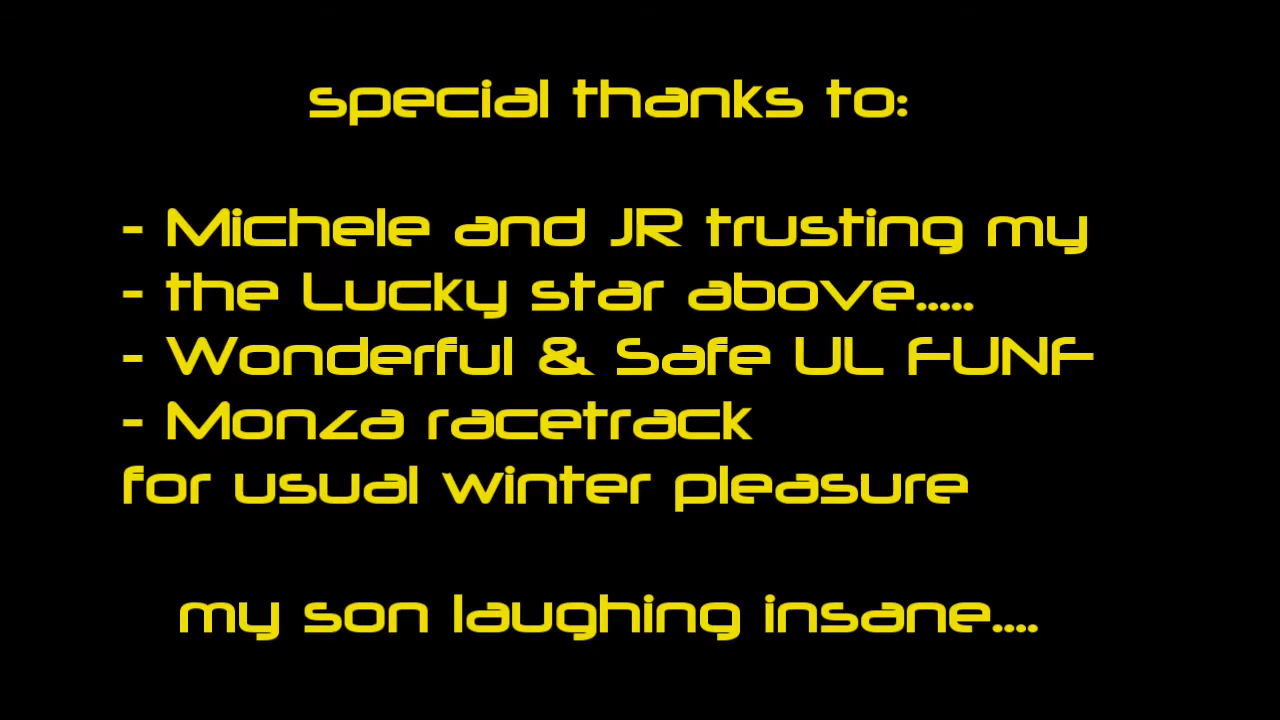 special thanks to:
- Michele and JR trusting my
- the Lucky star above.....
- Wonderful & Safe UL FUNF
- Monza racetrack
for usual winter pleasure
my son laughing insane....